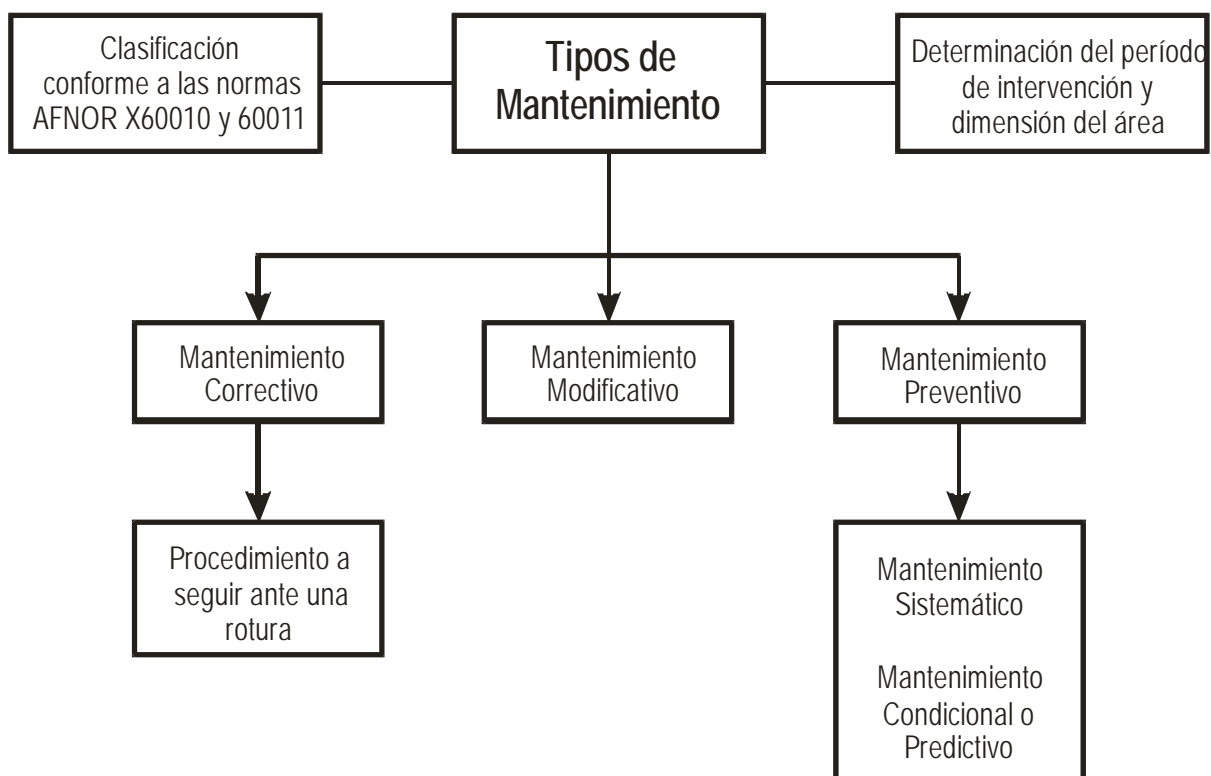 Clasificación
conforme a las normas
AFNOR X60010 y 60011
Tipos de
Mantenimiento
Determinación del período
de intervención y
dimensión del área
Mantenimiento
Correctivo
Mantenimiento
Modificativo
Mantenimiento
Preventivo
Procedimiento a
seguir ante una
rotura
Mantenimiento
Sistemático
Mantenimiento
Condicional o
Predictivo